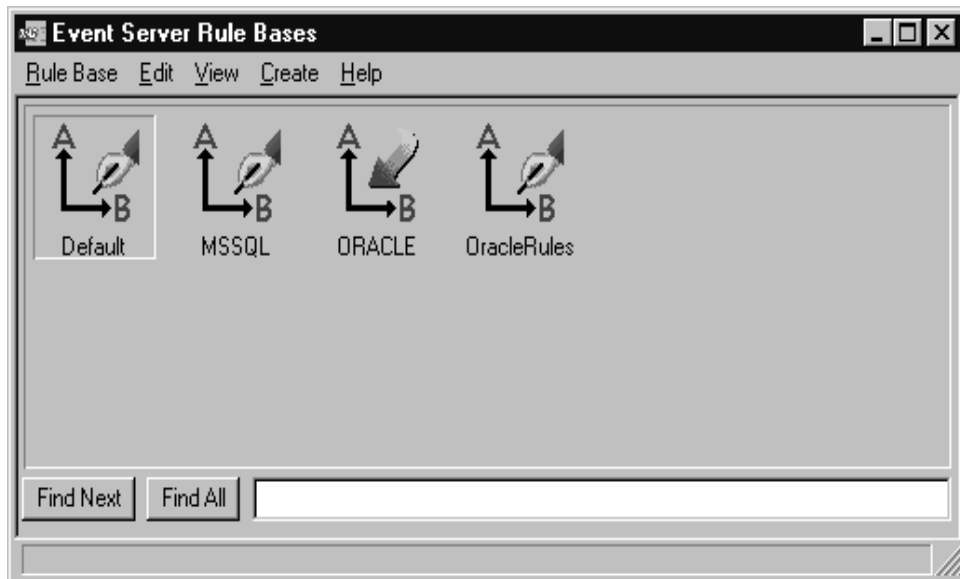 Event Server Rule Bases
Rule Base Edit View Create Help
A A A A
B B B B
Default MSSQL ORACLE OracleRules
Find Next Find All